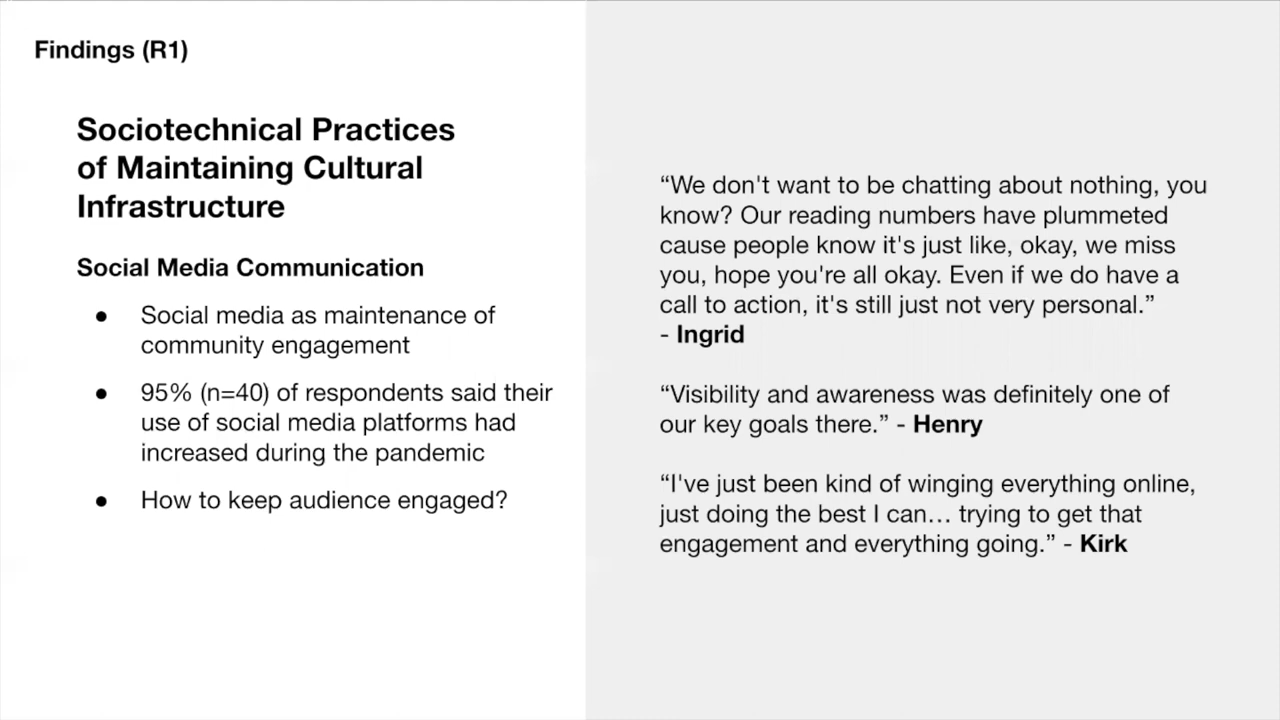 Findings (R1)
Sociotechnical Practices
of Maintaining Cultural
Infrastructure
Social Media Communication
● Social media as maintenance of
community engagement
● 95% (n=40) of respondents said their
use of social media platforms had
increased during the pandemic
● How to keep audience engaged?
“We don't want to be chatting about nothing, you
know? Our reading numbers have plummeted
cause people know it's just like, okay, we miss
you, hope you're all okay. Even if we do have a
call to action, it's still just not very personal.”
- Ingrid
“Visibility and awareness was definitely one of
our key goals there.” - Henry
“I've just been kind of winging everything online,
just doing the best I can… trying to get that
engagement and everything going.” - Kirk